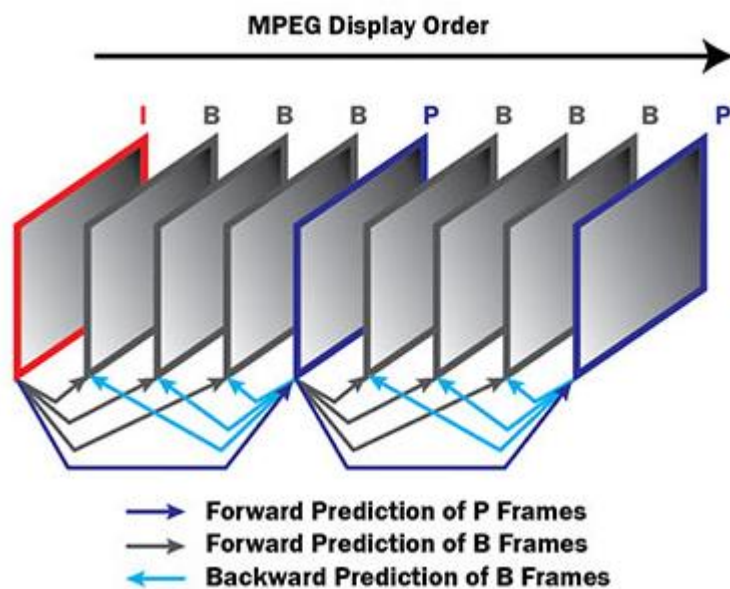 MPEG Display Order
I B B B P B B B P
Forward Prediction of P Frames
Forward Prediction of B Frames
Backward Prediction of B Frames